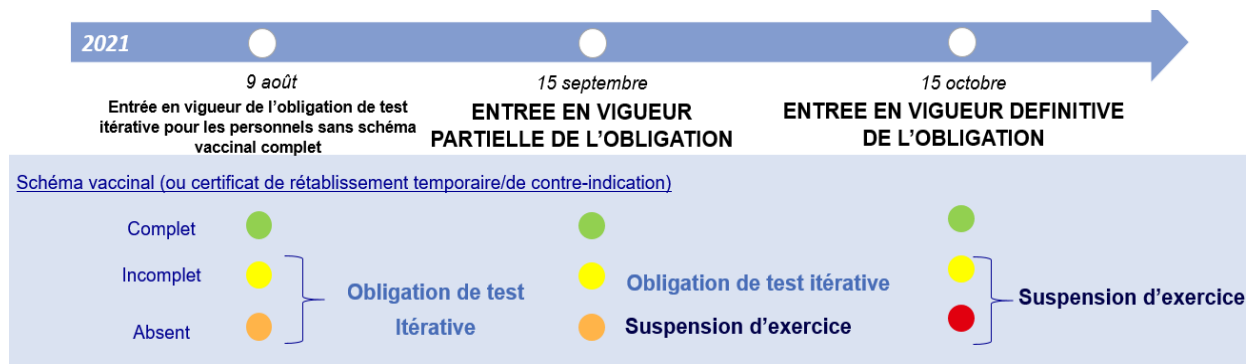 2021
9 août
Entrée en vigueur de l'obligation de test
itérative pour les personnels sans schéma
vaccinal complet
15 septembre
ENTREE EN VIGUEUR
PARTIELLE DE L'OBLIGATION
15 octobre
ENTREE EN VIGUEUR DEFINITIVE
DE L'OBLIGATION
Schéma vaccinal (ou certificat de rétablissement temporaire/de contre-indication)
Complet
Incomplet
Absent
Obligation de test
Itérative
Obligation de test itérative
Suspension d'exercice
Suspension d'exercice